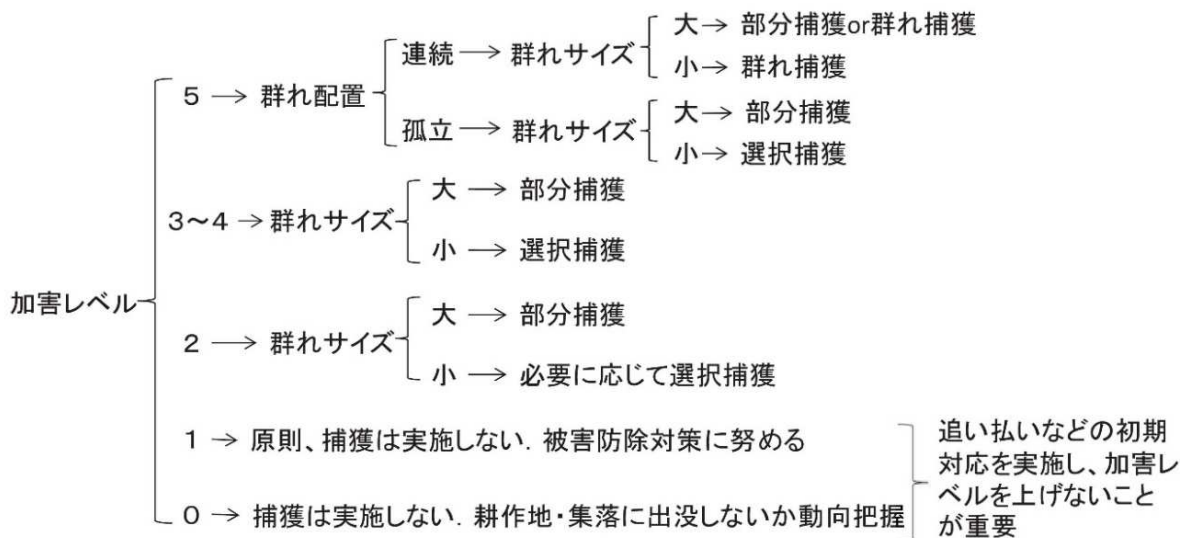 加害レベル
5 → 群れ配置
連続 → 群れサイズ
大→ 部分捕獲or群れ捕獲
小→ 群れ捕獲
孤立 → 群れサイズ
大→ 部分捕獲
小→ 選択捕獲
3～4 → 群れサイズ
大 → 部分捕獲
小 → 選択捕獲
2 → 群れサイズ
大 → 部分捕獲
小 → 必要に応じて選択捕獲
1 → 原則、捕獲は実施しない．被害防除対策に努める
0 → 捕獲は実施しない．耕作地・集落に出没しないか動向把握
追い払いなどの初期
対応を実施し、加害レ
ベルを上げないこと
が重要